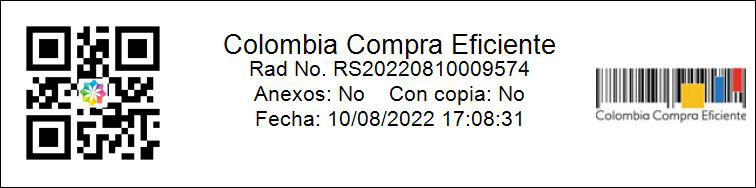 Colombia Compra Eficiente
Rad No. RS20220810009574
Anexos: No    Con copia: No
Fecha: 10/08/2022 17:08:31
Colombia Compra Eficiente